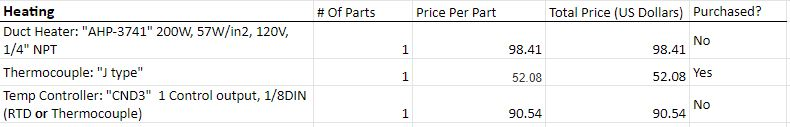 Heating # Of Parts Price Per Part Total Price (US Dollars) Purchased?
Duct Heater: "AHP-3741" 200W, 57W/in2, 120V,
1/4" NPT 1 98.41 98.41 No
Thermocouple: "J type" 1 52.08 52.08 Yes
Temp Controller: "CND3" 1 Control output, 1/8DIN
(RTD or Thermocouple) 1 90.54 90.54 No